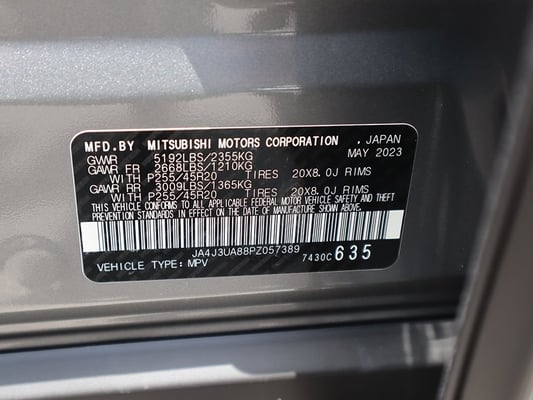 MFD.BY MITSUBISHI MOTORS CORPORATION , JAPAN
GVWR 5192LBS/2355KG MAY 2023
GAWR FR 2668LBS/1210KG
WITH P255/45R20 TIRES 20X8.0J RIMS
GAWR RR 3009LBS/1365KG
WITH P255/45R20 TIRES 20X8.0J RIMS
THIS VEHICLE CONFORMS TO ALL APPLICABLE FEDERAL MOTOR VEHICLE SAFETY AND THEFT
PREVENTION STANDARDS IN EFFECT ON THE DATE OF MANUFACTURE SHOWN ABOVE.
JA4J3UA88PZ057389
VEHICLE TYPE: MPV 7430C 635